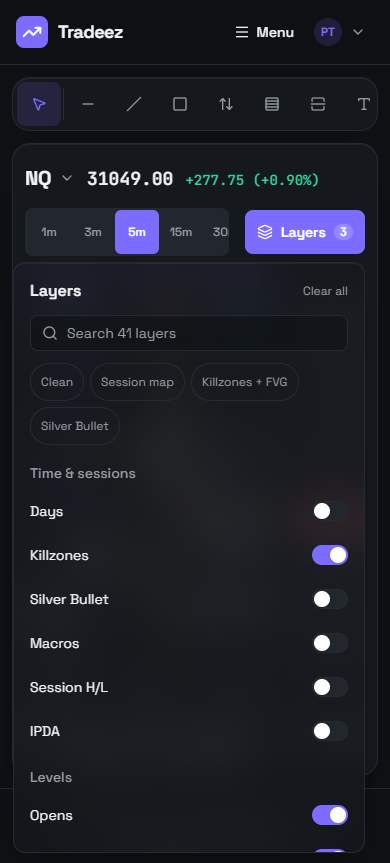 Tradeez
Menu
PT
T
NQ 31049.00 +277.75 (+0.90%)
1m 3m 5m 15m 30
Layers 3
Layers
Clear all
Search 41 layers
Clean
Session map
Killzones + FVG
Silver Bullet
Time & sessions
Days
Killzones
Silver Bullet
Macros
Session H/L
IPDA
Levels
Opens